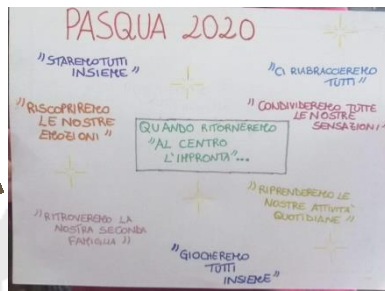 PASQUA 2020
"STAREMO TUTTI
INSIEME"
"CI RIABBRACCEREMO
TUTTI"
"RISCOPRIREMO
LE NOSTRE
EMOZIONI"
"CONDIVIDEREMO TUTTE
LE NOSTRE
SENSAZIONI"
QUANDO RITORNEREMO
"AL CENTRO
L'IMPRONTA"...
"RIPRENDEREMO LE
NOSTRE ATTIVITÀ
QUOTIDIANE"
"RITROVEREMO LA
NOSTRA SECONDA
FAMIGLIA"
"GIOCHEREMO
TUTTI
INSIEME"